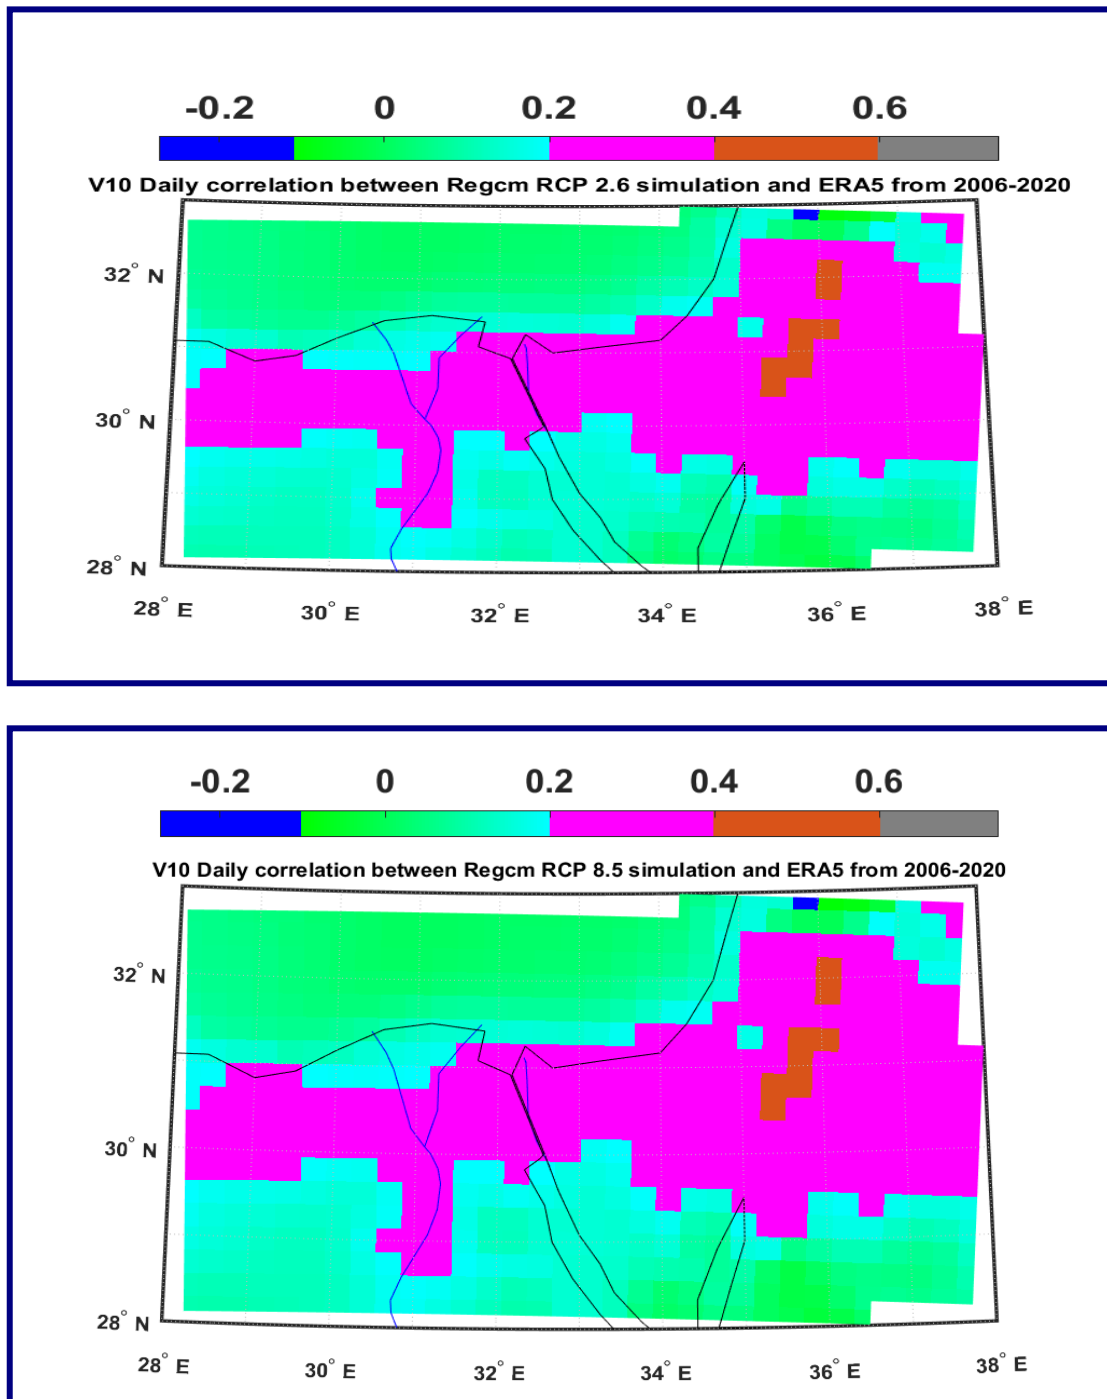 -0.2 0 0.2 0.4 0.6
V10 Daily correlation between Regcm RCP 2.6 simulation and ERA5 from 2006-2020
32° N
30° N
28° N
28° E 30° E 32° E 34° E 36° E 38° E
-0.2 0 0.2 0.4 0.6
V10 Daily correlation between Regcm RCP 8.5 simulation and ERA5 from 2006-2020
32° N
30° N
28° N
28° E 30° E 32° E 34° E 36° E 38° E